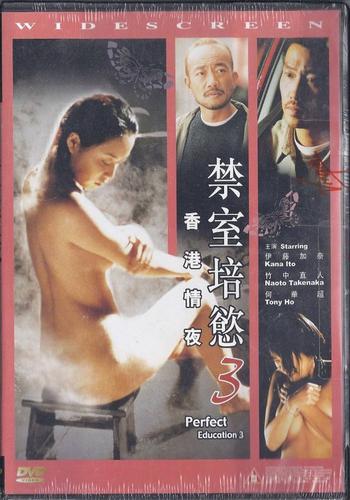 WIDESCREEN
禁室培慾
3
香港情夜
主演 Starring
伊藤加奈
Kana Ito
竹中直人
Naoto Takenaka
何華超
Tony Ho
Perfect
Education 3
DVD
VIDEO